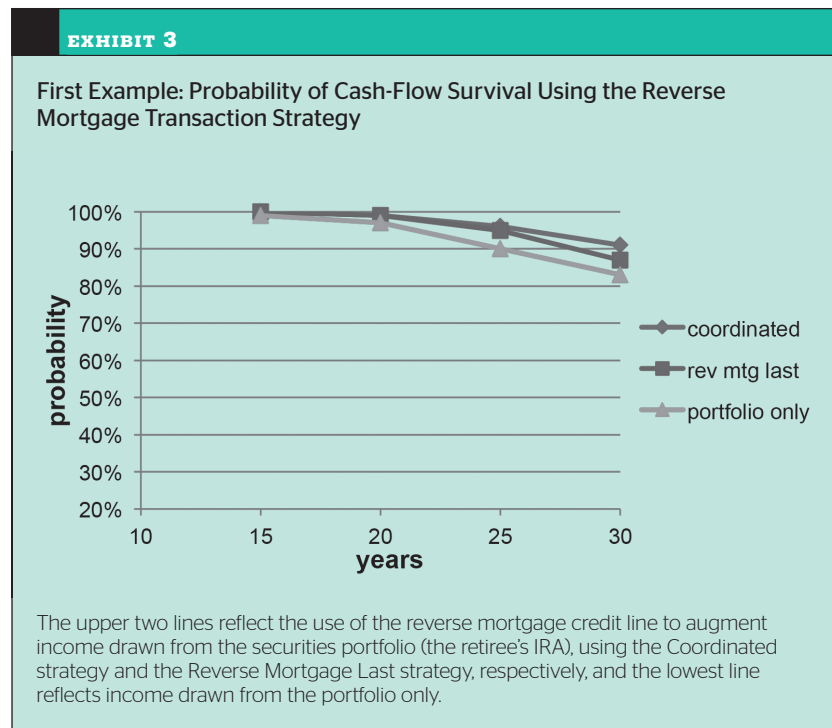 EXHIBIT 3
First Example: Probability of Cash-Flow Survival Using the Reverse
Mortgage Transaction Strategy
100%
90%
80%
70%
60%
50%
40%
30%
20%
probability
10 15 20 25 30
years
coordinated
rev mtg last
portfolio only
The upper two lines reflect the use of the reverse mortgage credit line to augment
income drawn from the securities portfolio (the retiree's IRA), using the Coordinated
strategy and the Reverse Mortgage Last strategy, respectively, and the lowest line
reflects income drawn from the portfolio only.